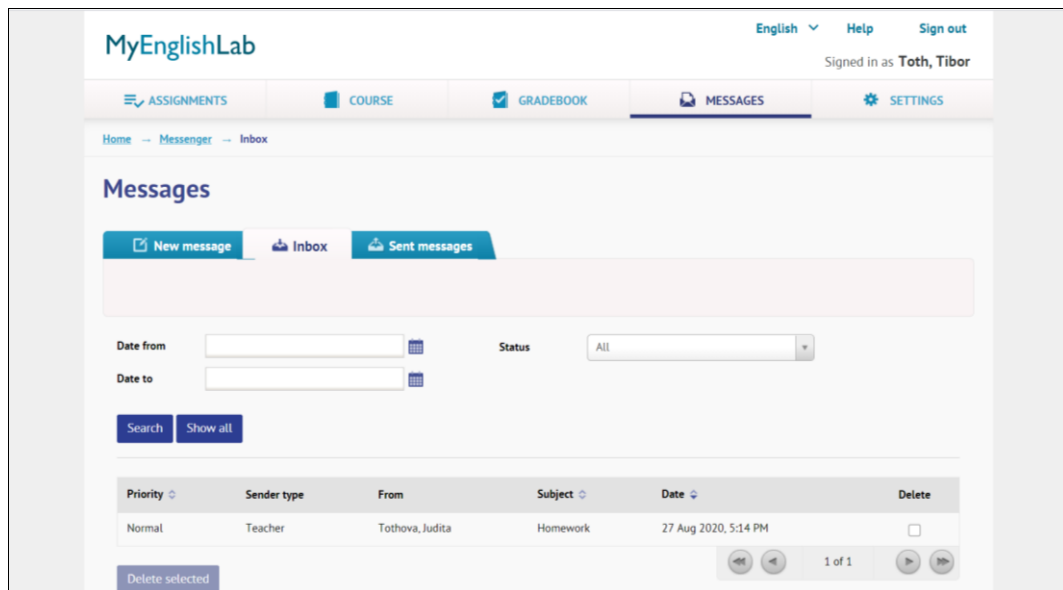 MyEnglishLab
English Help Sign out
Signed in as Toth, Tibor
ASSIGNMENTS COURSE GRADEBOOK MESSAGES SETTINGS
Home → Messenger → Inbox
Messages
New message Inbox Sent messages
Date from Status All
Date to
Search Show all
Priority Sender type From Subject Date Delete
Normal Teacher Tothova, Judita Homework 27 Aug 2020, 5:14 PM
1 of 1
Delete selected